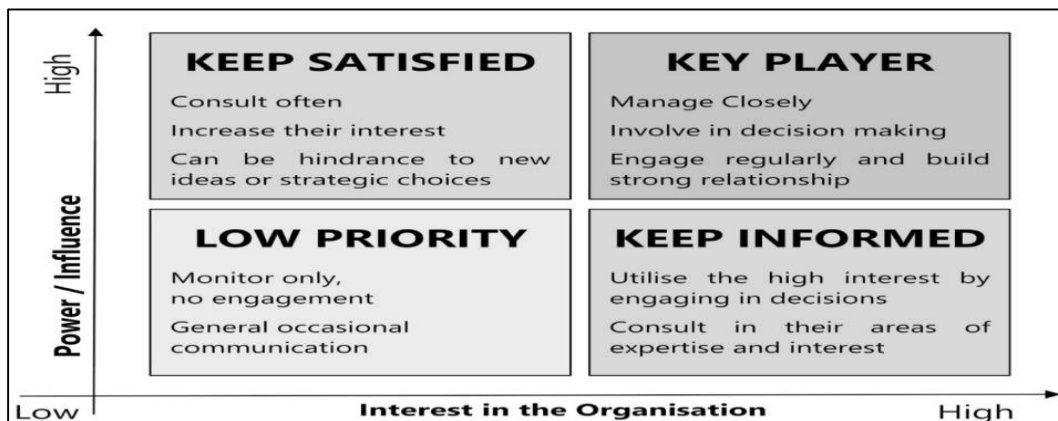 High
KEEP SATISFIED
Consult often
Increase their interest
Can be hindrance to new
ideas or strategic choices
KEY PLAYER
Manage Closely
Involve in decision making
Engage regularly and build
strong relationship
Power / Influence
LOW PRIORITY
Monitor only,
no engagement
General occasional
communication
KEEP INFORMED
Utilise the high interest by
engaging in decisions
Consult in their areas of
expertise and interest
Low
Interest in the Organisation
High